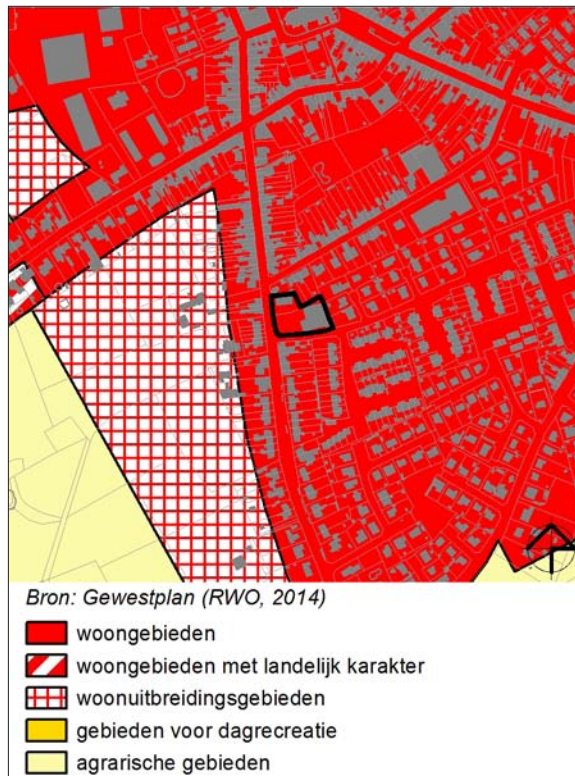 Bron: Gewestplan (RWO, 2014)
woongebieden
woongebieden met landelijk karakter
woonuitbreidingsgebieden
gebieden voor dagrecreatie
agrarische gebieden